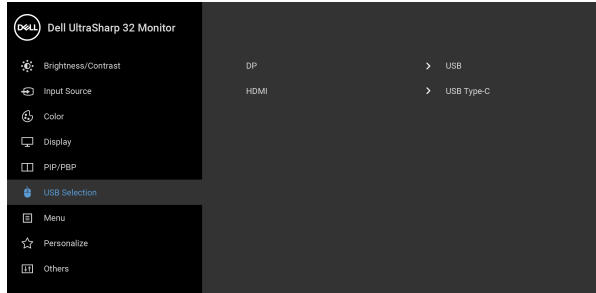 DELL Dell UltraSharp 32 Monitor
Brightness/Contrast
DP USB
Input Source
HDMI USB Type-C
Color
Display
PIP/PBP
USB Selection
Menu
Personalize
Others